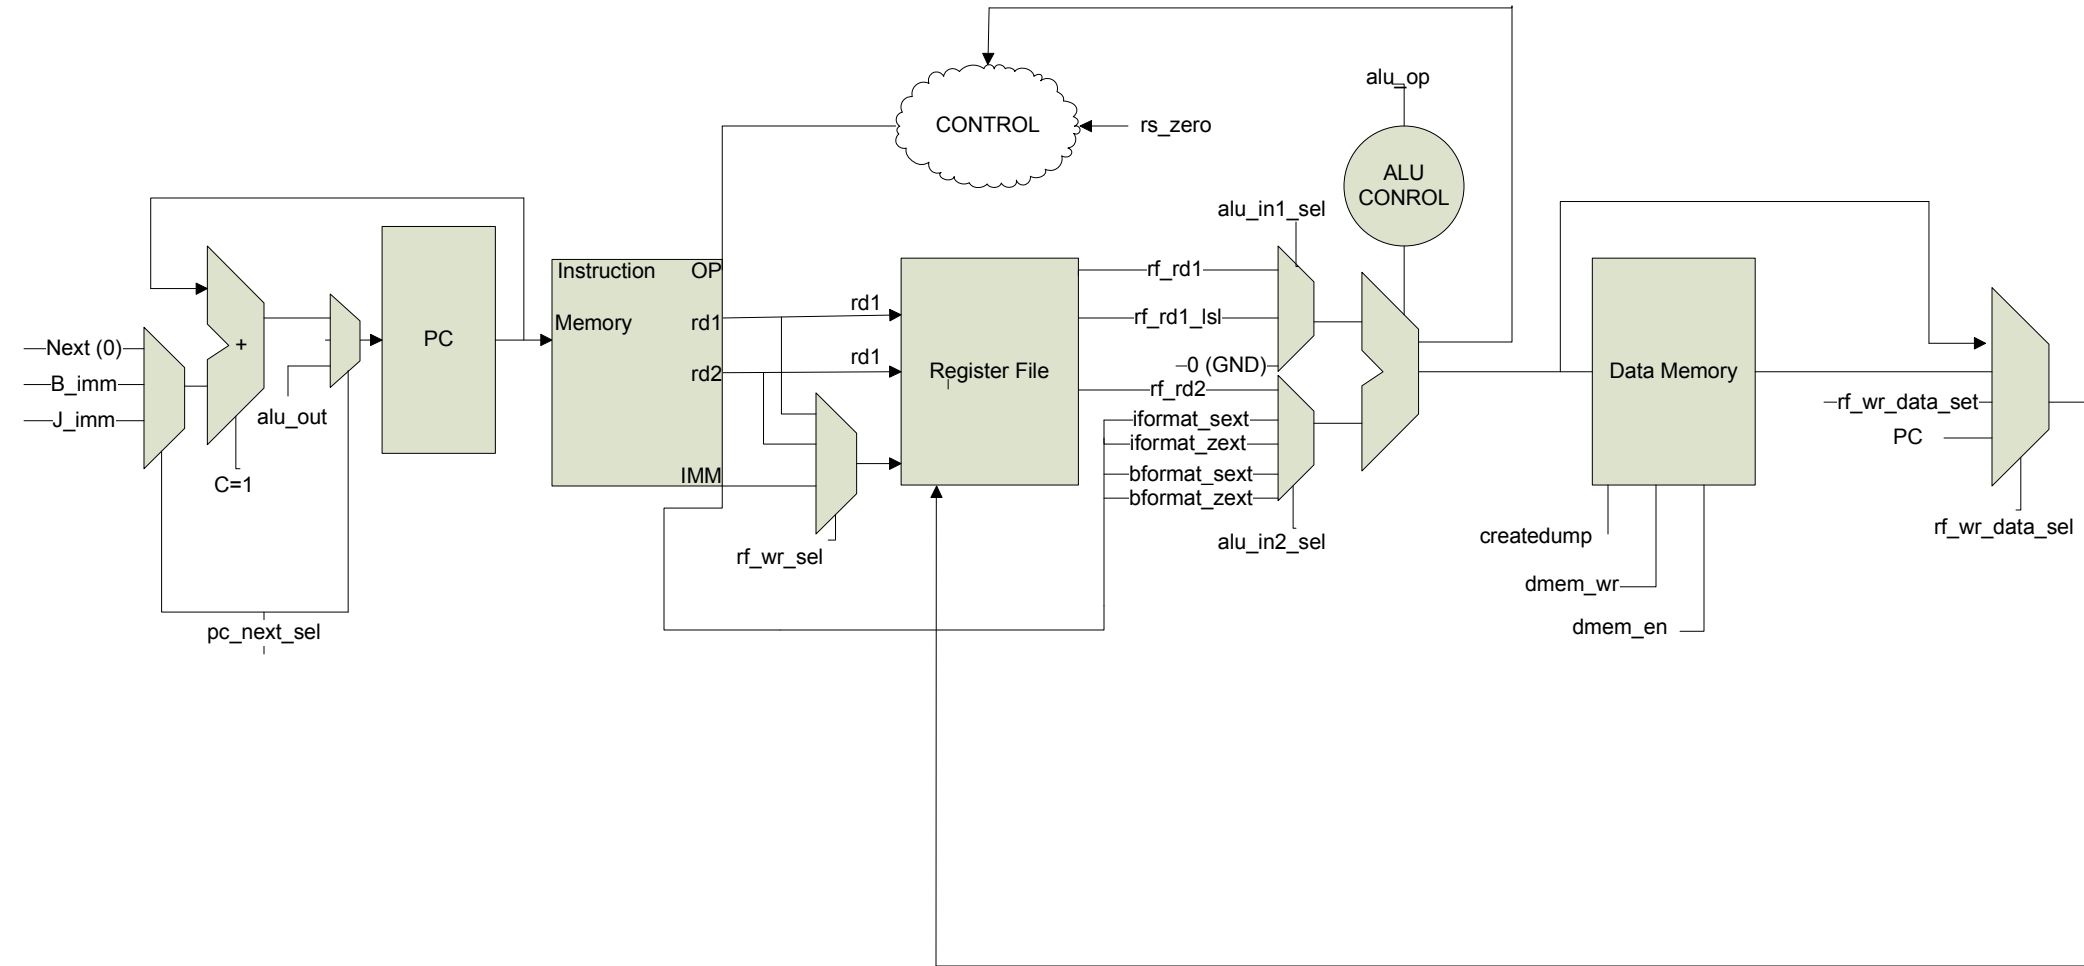 alu_op
CONTROL
rs_zero
ALU
CONROL
alu_in1_sel
Instruction
OP
rf_rd1
rd1
rf_rd1_lsl
Memory
rd1
PC
+
Next (0)
rd1
0 (GND)
Register File
Data Memory
rd2
B_imm
rf_rd2
rf_wr_data_set
alu_out
J_imm
iformat_sext
iformat_zext
PC
IMM
bformat_sext
C=1
bformat_zext
rf_wr_data_sel
createdump
alu_in2_sel
rf_wr_sel
dmem_wr
dmem_en
pc_next_sel